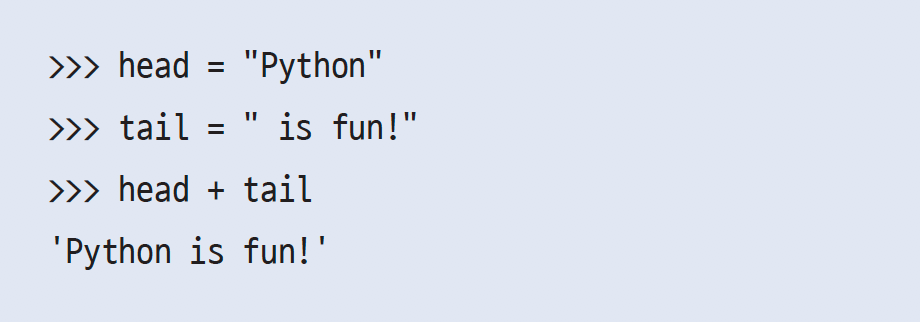 >>> head = "Python"
>>> tail = " is fun!"
>>> head + tail
'Python is fun!'